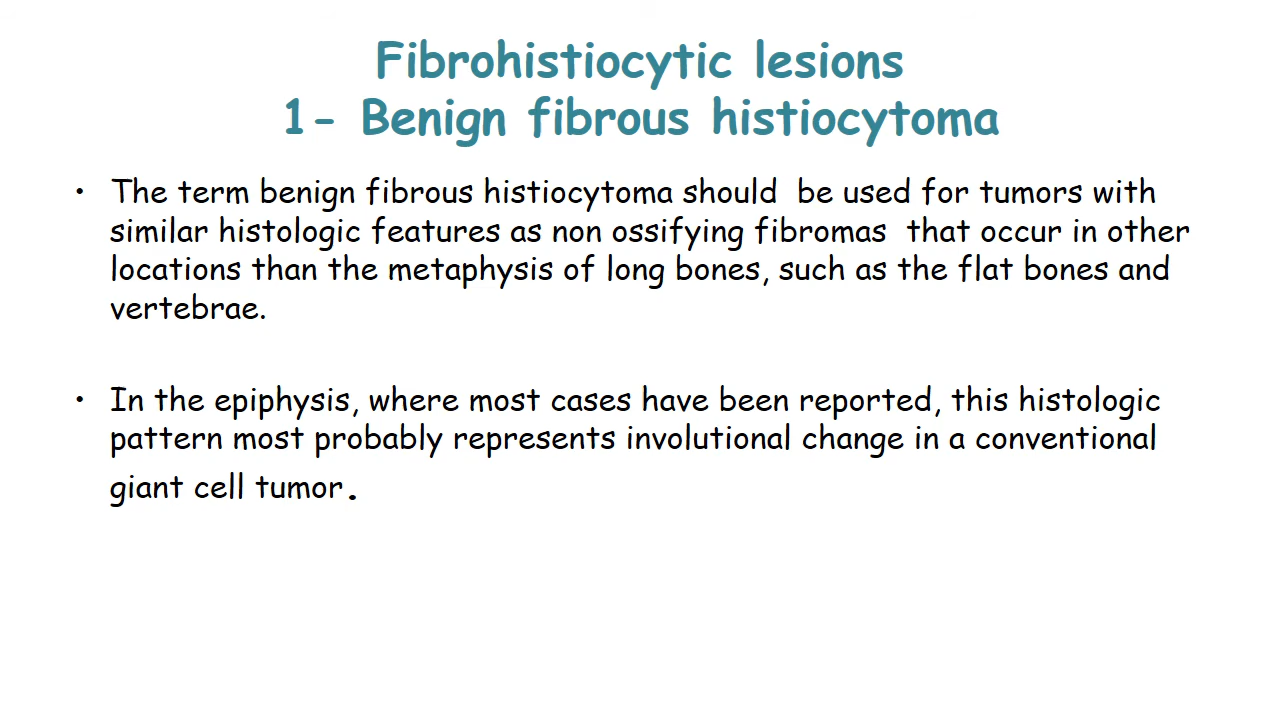 Fibrohistiocytic lesions
1- Benign fibrous histiocytoma
• The term benign fibrous histiocytoma should be used for tumors with
similar histologic features as non ossifying fibromas that occur in other
locations than the metaphysis of long bones, such as the flat bones and
vertebrae.
• In the epiphysis, where most cases have been reported, this histologic
pattern most probably represents involutional change in a conventional
giant cell tumor.